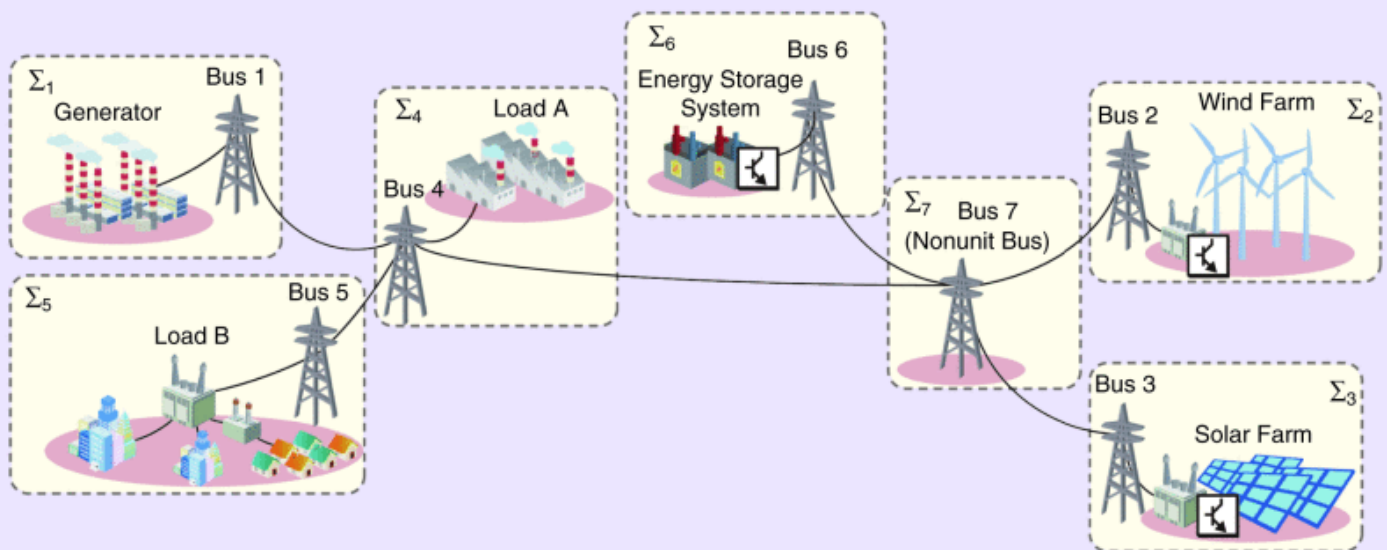 Σ1
Bus 1
Generator
Σ4
Load A
Bus 4
Σ5
Bus 5
Load B
Σ6
Bus 6
Energy Storage
System
Σ7
Bus 7
(Nonunit Bus)
Bus 2
Wind Farm
Σ2
Bus 3
Σ3
Solar Farm